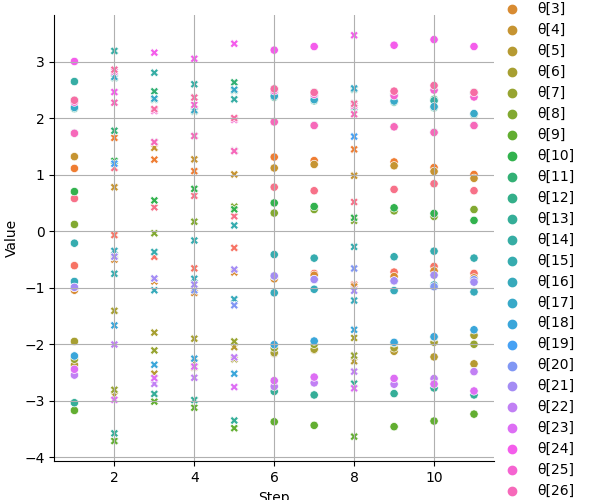 θ[3]
θ[4]
θ[5]
θ[6]
θ[7]
θ[8]
θ[9]
θ[10]
θ[11]
θ[12]
θ[13]
θ[14]
θ[15]
θ[16]
θ[17]
θ[18]
θ[19]
θ[20]
θ[21]
θ[22]
θ[23]
θ[24]
θ[25]
θ[26]
3
2
1
0
−1
−2
−3
−4
Value
2
4
6
8
10
Step